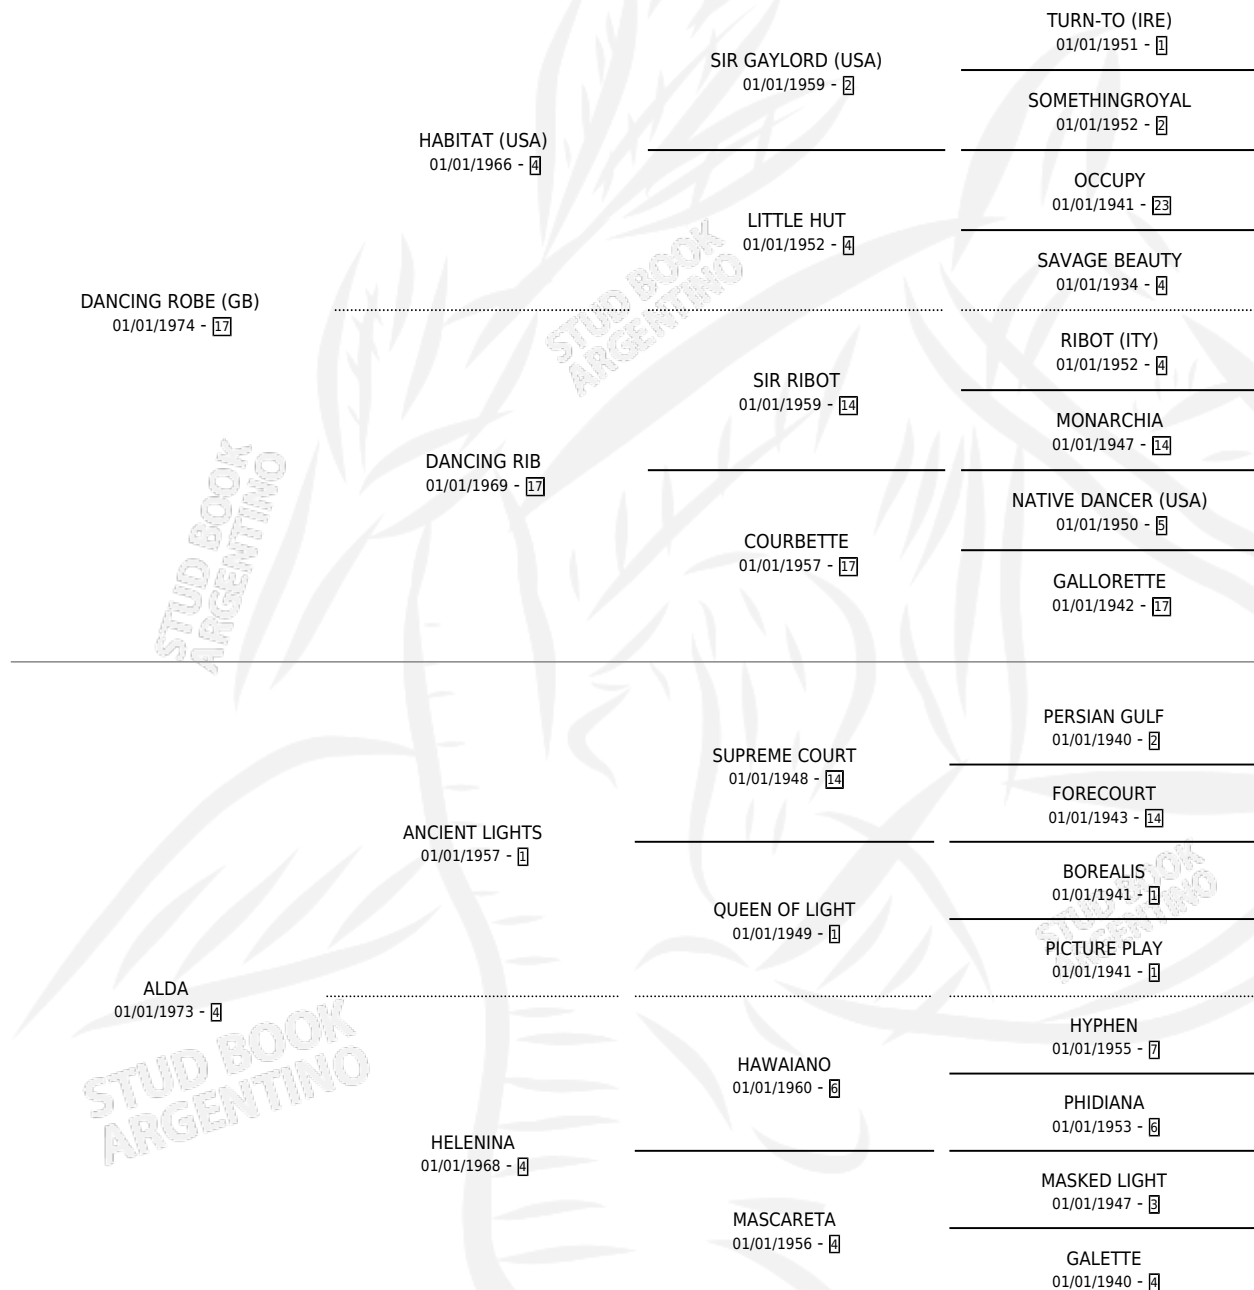 TURN-TO (IRE)
01/01/1951 - 1
SIR GAYLORD (USA)
01/01/1959 - 2
SOMETHINGROYAL
01/01/1952 - 2
HABITAT (USA)
01/01/1966 - 4
OCCUPY
01/01/1941 - 23
LITTLE HUT
01/01/1952 - 4
SAVAGE BEAUTY
01/01/1934 - 4
DANCING ROBE (GB)
01/01/1974 - 17
RIBOT (ITY)
01/01/1952 - 4
SIR RIBOT
01/01/1959 - 14
MONARCHIA
01/01/1947 - 14
DANCING RIB
01/01/1969 - 17
NATIVE DANCER (USA)
01/01/1950 - 5
COURBETTE
01/01/1957 - 17
GALLORETTE
01/01/1942 - 17
PERSIAN GULF
01/01/1940 - 2
SUPREME COURT
01/01/1948 - 14
FORECOURT
01/01/1943 - 14
ANCIENT LIGHTS
01/01/1957 - 1
BOREALIS
01/01/1941 - 1
QUEEN OF LIGHT
01/01/1949 - 1
PICTURE PLAY
01/01/1941 - 1
ALDA
01/01/1973 - 4
HYPHEN
01/01/1955 - 7
HAWAIANO
01/01/1960 - 6
PHIDIANA
01/01/1953 - 6
HELENINA
01/01/1968 - 4
MASKED LIGHT
01/01/1947 - 3
MASCARETA
01/01/1956 - 4
GALETTE
01/01/1940 - 4
STUD BOOK
ARGENTINO
STUD BOOK
ARGENTINO
STUD BOOK
ARGENTINO
STUD BOOK
ARGENTINO